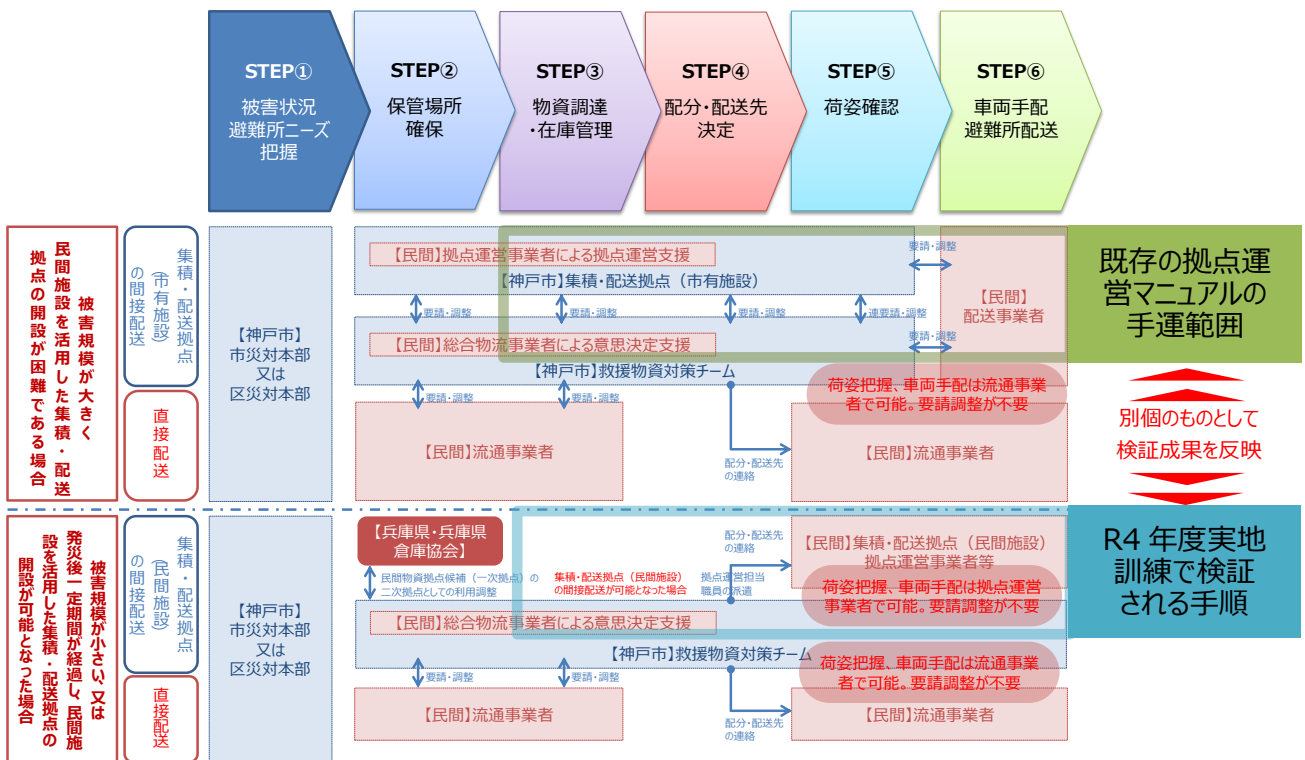 STEP①
被害状況
避難所ニーズ
把握
STEP②
保管場所
確保
STEP③
物資調達
・在庫管理
STEP④
配分・配送先
決定
STEP⑤
荷姿確認
STEP⑥
車両手配
避難所配送
被害規模が大きく
民間施設を活用した集積・配送
拠点の開設が困難である場合
集積・配送拠点
(市有施設)
の間接配送
直接配送
【神戸市】
市災対本部
又は
区災対本部
【民間】拠点運営事業者による拠点運営支援
【神戸市】集積・配送拠点（市有施設）
要請・調整
要請・調整
要請・調整
連要請・調整
要請・調整
【民間】
配送事業者
【民間】総合物流事業者による意思決定支援
要請・調整
【神戸市】救援物資対策チーム
荷姿把握、車両手配は流通事業
者で可能。要請調整が不要
要請・調整
要請・調整
【民間】流通事業者
配分・配送先
の連絡
【民間】流通事業者
既存の拠点運
営マニュアルの
手運範囲
別個のものとして
検証成果を反映
R4 年度実地
訓練で検証
される手順
被害規模が小さい、又は
発災後一定期間が経過し、民間施
設を活用した集積・配送拠点の
開設が可能となった場合
集積・配送拠点
(民間施設)
の間接配送
直接配送
【神戸市】
市災対本部
又は
区災対本部
【兵庫県・兵庫県
倉庫協会】
民間物資拠点候補（一次拠点）の
二次拠点としての利用調整
集積・配送拠点（民間施設）
の間接配送が可能となった場合
配分・配送先
の連絡
拠点運営担当
職員の派遣
【民間】集積・配送拠点（民間施設）
拠点運営事業者等
荷姿把握、車両手配は拠点運営
事業者で可能。要請調整が不要
【民間】総合物流事業者による意思決定支援
【神戸市】救援物資対策チーム
荷姿把握、車両手配は流通事業
者で可能。要請調整が不要
要請・調整
要請・調整
【民間】流通事業者
配分・配送先
の連絡
【民間】流通事業者